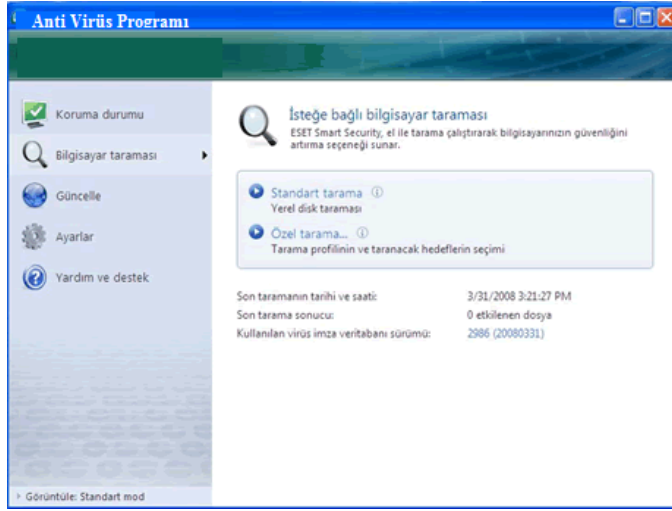 Anti Virüs Programı
Koruma durumu
Bilgisayar taraması
Güncelle
Ayarlar
Yardım ve destek
İsteğe bağlı bilgisayar taraması
ESET Smart Security, el ile tarama çalıştırarak bilgisayarınızın güvenliğini
artırma seçeneği sunar.
Standart tarama
Yerel disk taraması
Özel tarama...
Tarama profilinin ve taranacak hedeflerin seçimi
Son taramanın tarihi ve saati: 3/31/2008 3:21:27 PM
Son tarama sonucu: 0 etkilenen dosya
Kullanılan virüs imza veritabanı sürümü: 2986 (20080331)
Görüntüle: Standart mod